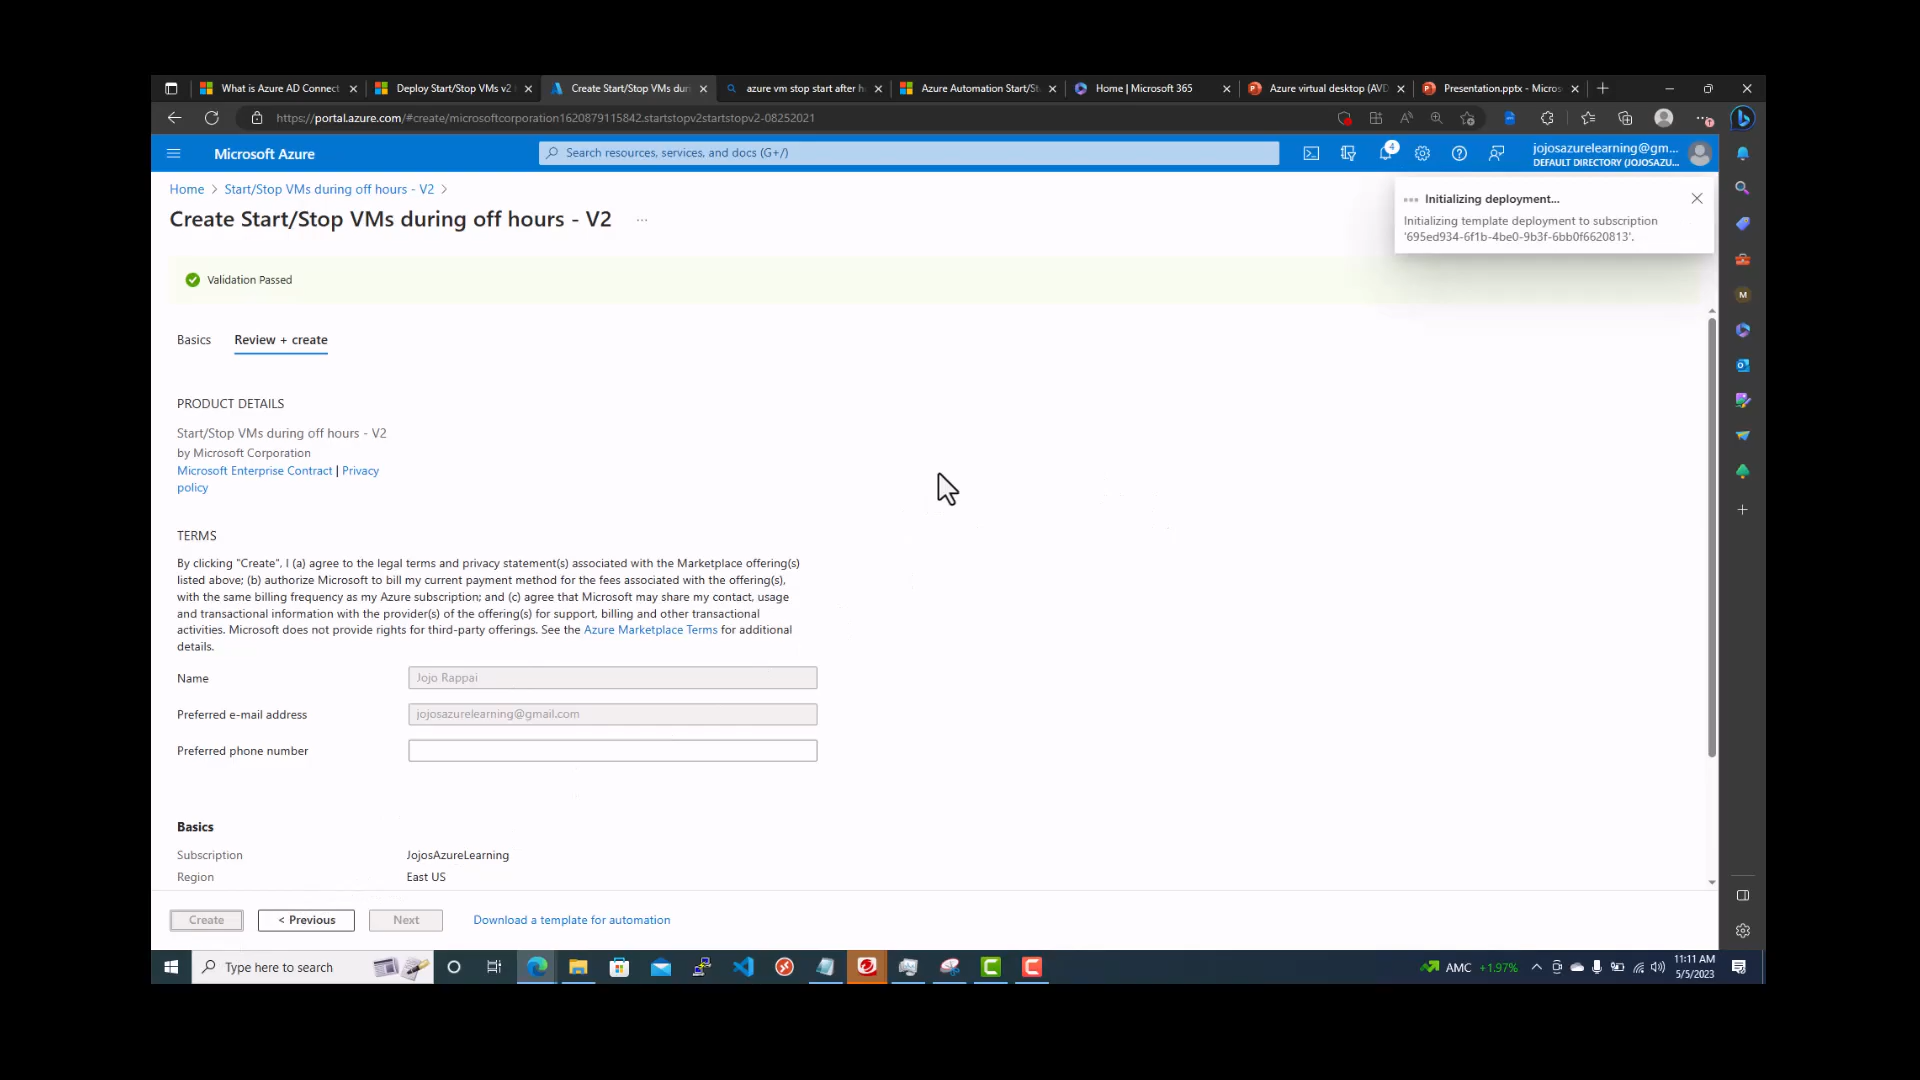 What is Azure AD Connect
Deploy Start/Stop VMs v2
Create Start/Stop VMs dur
azure vm stop start after h
Azure Automation Start/St
Home | Microsoft 365
Azure virtual desktop (AVD
Presentation.pptx - Micros
https://portal.azure.com/#create/microsoftcorporation1620879115842.startstopv2startstopv2-08252021
Microsoft Azure
Search resources, services, and docs (G+/)
4
jojosazurelearning@gm...
DEFAULT DIRECTORY (JOJOSAZU...
Home > Start/Stop VMs during off hours - V2 >
Create Start/Stop VMs during off hours - V2 ...
Initializing deployment...
Initializing template deployment to subscription
'695ed934-6f1b-4be0-9b3f-6bb0f6620813'.
Validation Passed
Basics
Review + create
PRODUCT DETAILS
Start/Stop VMs during off hours - V2
by Microsoft Corporation
Microsoft Enterprise Contract | Privacy
policy
TERMS
By clicking "Create", I (a) agree to the legal terms and privacy statement(s) associated with the Marketplace offering(s)
listed above; (b) authorize Microsoft to bill my current payment method for the fees associated with the offering(s),
with the same billing frequency as my Azure subscription; and (c) agree that Microsoft may share my contact, usage
and transactional information with the provider(s) of the offering(s) for support, billing and other transactional
activities. Microsoft does not provide rights for third-party offerings. See the Azure Marketplace Terms for additional
details.
Name
Jojo Rappai
Preferred e-mail address
jojosazurelearning@gmail.com
Preferred phone number
Basics
Subscription
JojosAzureLearning
Region
East US
Create
< Previous
Next
Download a template for automation
M
Type here to search
AMC +1.97%
11:11 AM
5/5/2023